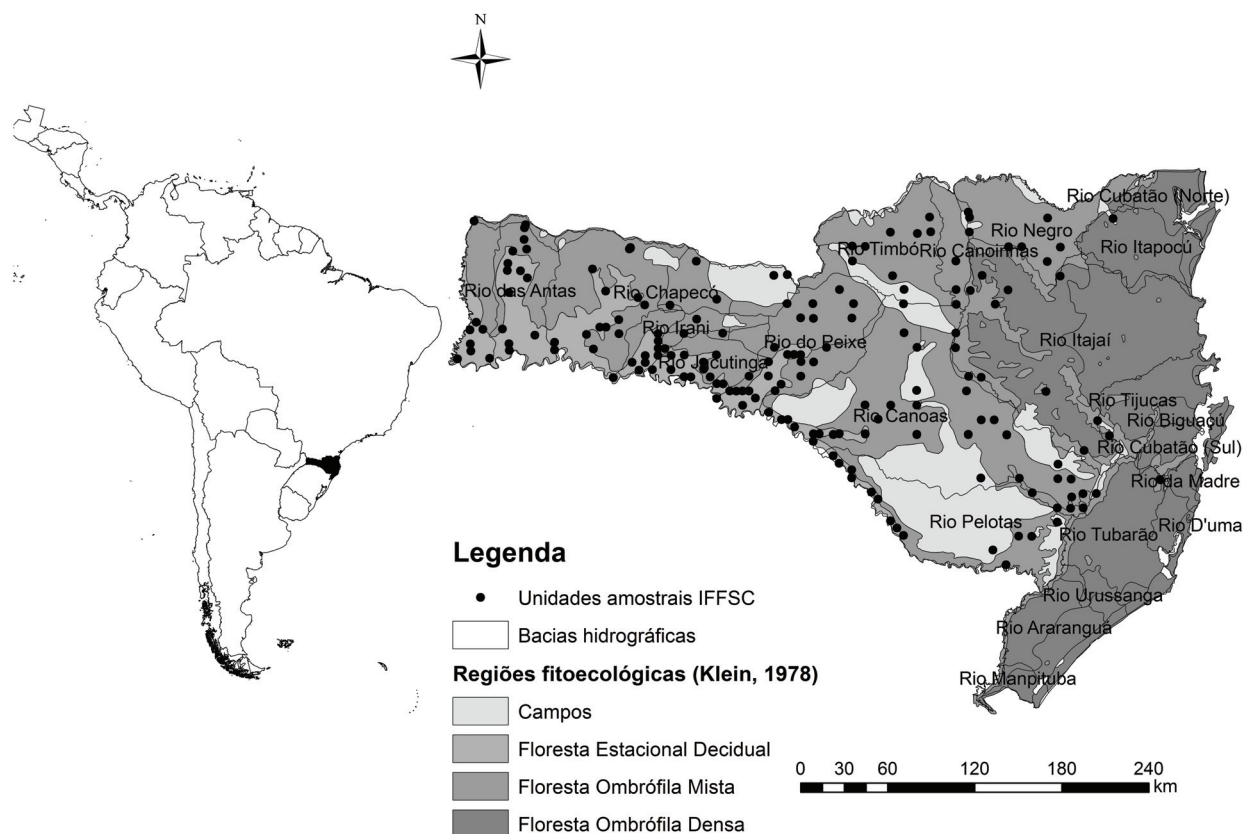 N
Rio Cubatão (Norte)
Rio Negro
Rio Timbó
Rio Canoinhas
Rio Itapocú
Rio das Antas
Rio Chapecó
Rio Irani
Rio do Peixe
Rio Itajaí
Rio Jacutinga
Rio Tijucas
Rio Canoas
Rio Biguaçú
Rio Cubatão (Sul)
Rio da Madre
Rio Pelotas
Rio Tubarão
Rio D'uma
Rio Urussanga
Rio Araranguá
Rio Manpituba
Legenda
Unidades amostrais IFFSC
Bacias hidrográficas
Regiões fitoecológicas (Klein, 1978)
Campos
Floresta Estacional Decidual
Floresta Ombrófila Mista
Floresta Ombrófila Densa
0 30 60 120 180 240
km